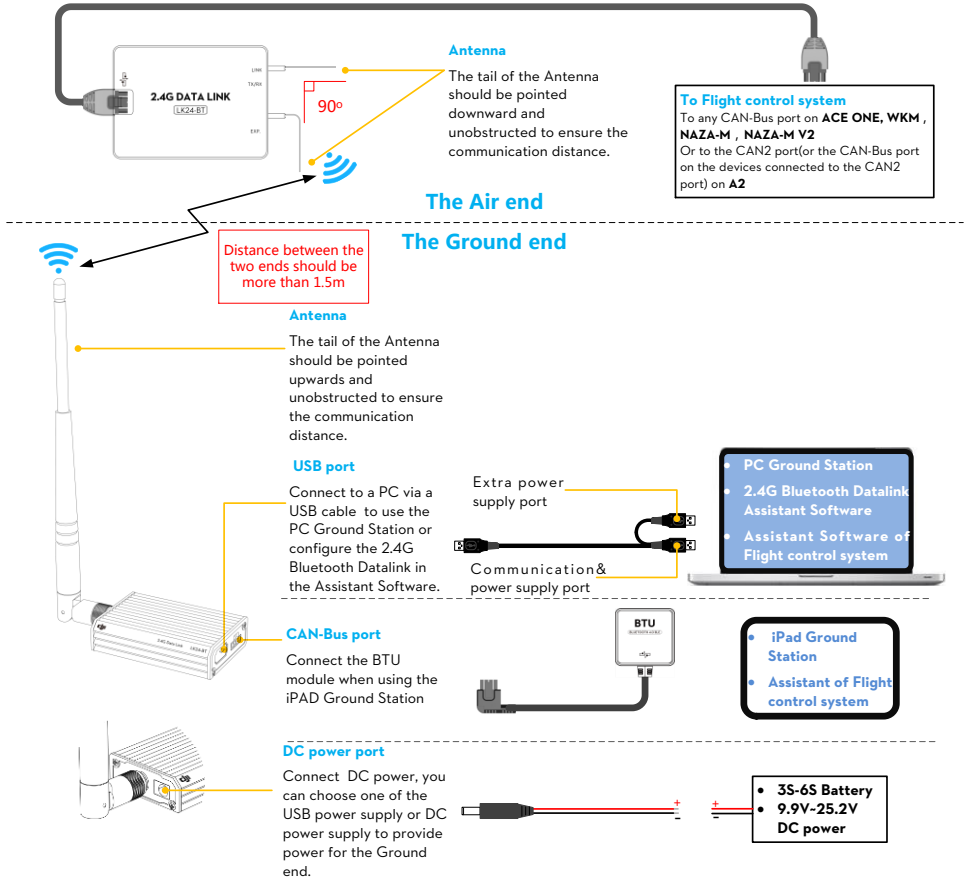 LINK
TX/RX
2.4G DATA LINK
LK24-BT
EXP.
90°
Antenna
The tail of the Antenna
should be pointed
downward and
unobstructed to ensure the
communication distance.
To Flight control system
To any CAN-Bus port on ACE ONE, WKM ,
NAZA-M , NAZA-M V2
Or to the CAN2 port(or the CAN-Bus port
on the devices connected to the CAN2
port) on A2
The Air end
The Ground end
Distance between the
two ends should be
more than 1.5m
Antenna
The tail of the Antenna
should be pointed
upwards and
unobstructed to ensure
the communication
distance.
USB port
Connect to a PC via a
USB cable to use the
PC Ground Station or
configure the 2.4G
Bluetooth Datalink in
the Assistant Software.
Extra power
supply port
Communication&
power supply port
• PC Ground Station
• 2.4G Bluetooth Datalink
Assistant Software
• Assistant Software of
Flight control system
2.4G Data Link LK24-BT
CAN-Bus port
Connect the BTU
module when using the
iPAD Ground Station
BTU
• iPad Ground
Station
• Assistant of Flight
control system
DC power port
Connect DC power, you
can choose one of the
USB power supply or DC
power supply to provide
power for the Ground
end.
+ +
- -
• 3S-6S Battery
• 9.9V~25.2V
DC power